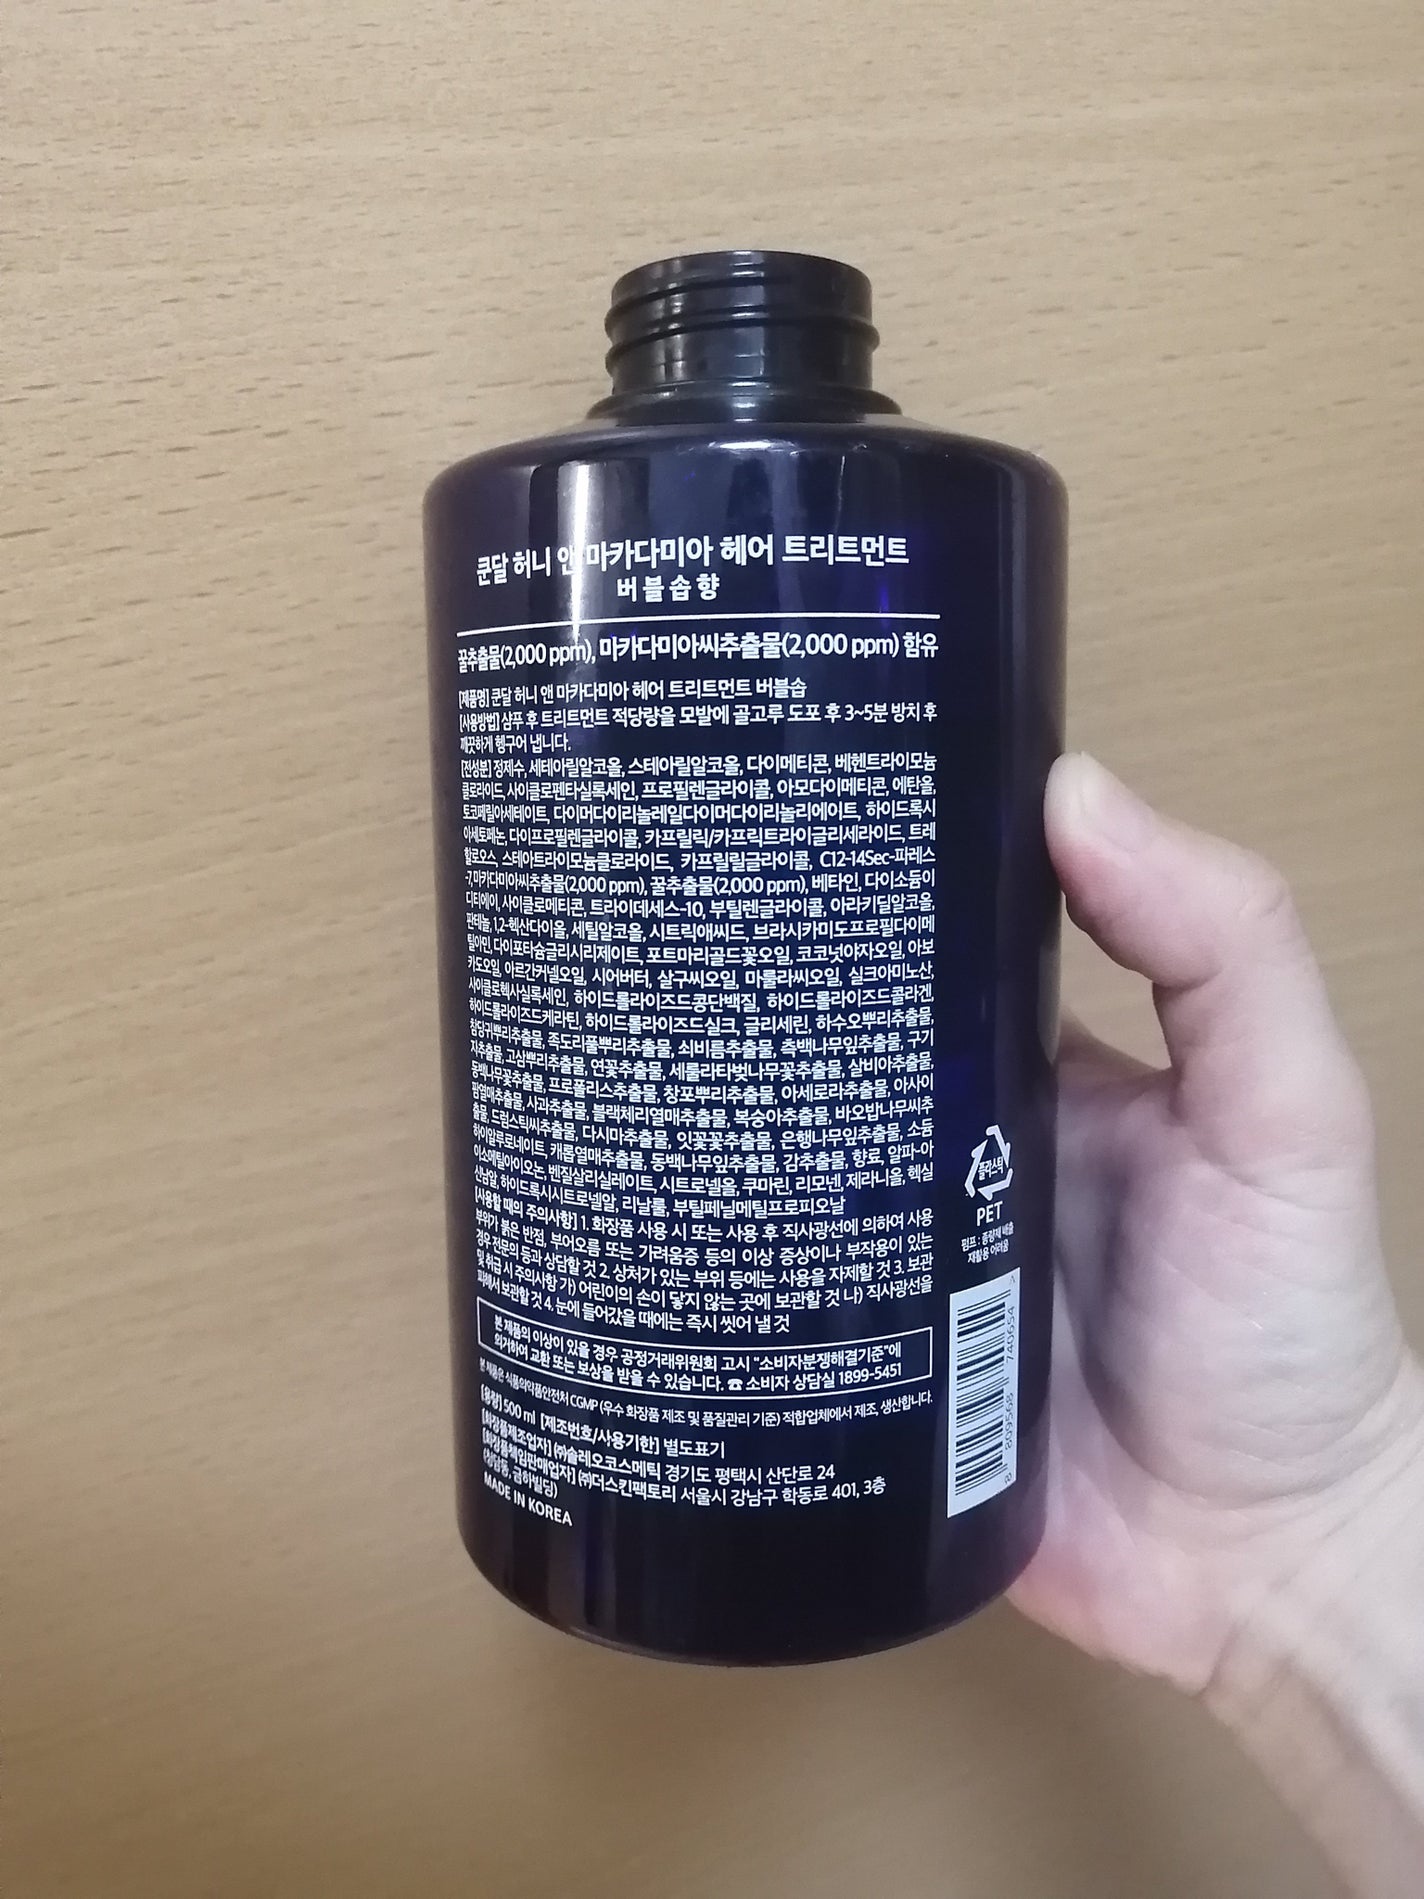 쿤달 허니 앤 마카다미아 헤어 트리트먼트
버블솝향
꿀추출물(2,000 ppm), 마카다미아씨추출물(2,000 ppm) 함유
[제품명] 쿤달 허니 앤 마카다미아 헤어 트리트먼트 버블솝
[사용방법] 샴푸 후 트리트먼트 적당량을 모발에 골고루 도포 후 3~5분 방치 후
깨끗하게 헹구어 냅니다.
[전성분] 정제수, 세테아릴알코올, 스테아릴알코올, 다이메티콘, 베헨트라이모늄
클로라이드, 사이클로펜타실록세인, 프로필렌글라이콜, 아모다이메티콘, 에탄올,
토코페릴아세테이트, 다이머다이리놀레일다이머다이리놀리에이트, 하이드록시
아세토페논, 다이프로필렌글라이콜, 카프릴릭/카프릭트라이글리세라이드, 트레
할로오스, 스테아트라이모늄클로라이드, 카프릴릴글라이콜, C12-14Sec-파레스
-7, 마카다미아씨추출물(2,000 ppm), 꿀추출물(2,000 ppm), 베타인, 다이소듐이
디티에이, 사이클로메티콘, 트라이데세스-10, 부틸렌글라이콜, 아라키딜알코올,
판테놀, 1,2-헥산다이올, 세틸알코올, 시트릭애씨드, 브라시카미도프로필다이메
틸아민, 다이포타슘글리시리제이트, 포트마리골드꽃오일, 코코넛야자오일, 아보
카도오일, 아르간커넬오일, 시어버터, 살구씨오일, 마룰라씨오일, 실크아미노산,
사이클로헥사실록세인, 하이드롤라이즈드콩단백질, 하이드롤라이즈드콜라겐,
하이드롤라이즈드케라틴, 하이드롤라이즈드실크, 글리세린, 하수오뿌리추출물,
참당귀뿌리추출물, 족도리풀뿌리추출물, 쇠비름추출물, 측백나무잎추출물, 구기
자추출물, 고삼뿌리추출물, 연꽃추출물, 세룰라타벚나무꽃추출물, 살비아추출물,
동백나무꽃추출물, 프로폴리스추출물, 창포뿌리추출물, 아세로라추출물, 아사이
팜열매추출물, 사과추출물, 블랙체리열매추출물, 복숭아추출물, 바오밥나무씨추
출물, 드럼스틱씨추출물, 다시마추출물, 잇꽃꽃추출물, 은행나무잎추출물, 소듐
하이알루로네이트, 캐롭열매추출물, 동백나무잎추출물, 감추출물, 향료, 알파-아
이소메틸아이오논, 벤질살리실레이트, 시트로넬올, 쿠마린, 리모넨, 제라니올, 헥실
신남알, 하이드록시시트로넬알, 리날룰, 부틸페닐메틸프로피오날
[사용할 때의 주의사항] 1. 화장품 사용 시 또는 사용 후 직사광선에 의하여 사용
부위가 붉은 반점, 부어오름 또는 가려움증 등의 이상 증상이나 부작용이 있는
경우 전문의 등과 상담할 것 2. 상처가 있는 부위 등에는 사용을 자제할 것 3. 보관
및 취급 시 주의사항 가) 어린이의 손이 닿지 않는 곳에 보관할 것 나) 직사광선을
피해서 보관할 것 4. 눈에 들어갔을 때에는 즉시 씻어 낼 것
본 제품의 이상이 있을 경우 공정거래위원회 고시 "소비자분쟁해결기준"에
의거하여 교환 또는 보상을 받을 수 있습니다. ☎ 소비자 상담실 1899-5451
본 제품은 식품의약품안전처 CGMP (우수 화장품 제조 및 품질관리 기준) 적합업체에서 제조, 생산합니다.
[용량] 500 ml [제조번호/사용기한] 별도표기
[화장품제조업자] ㈜솔레오코스메틱 경기도 평택시 산단로 24
[화장품책임판매업자] ㈜더스킨팩토리 서울시 강남구 학동로 401, 3층
(청담동, 금하빌딩)
MADE IN KOREA
플라스틱
PET
펌프 : 종량제 배출
재활용 어려움
8 809568 740654 >